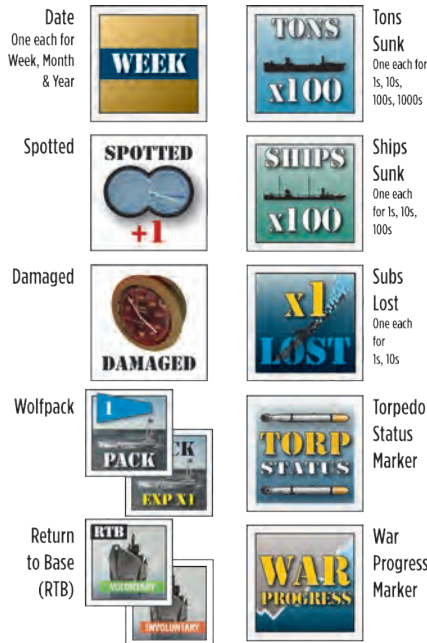 Date
One each for
Week, Month
& Year
WEEK
Spotted
SPOTTED
+1
Damaged
DAMAGED
Wolfpack
1
PACK
CK
EXP X1
Return
to Base
(RTB)
RTB
VOLUNTARY
INVOLUNTARY
TONS
x100
Tons
Sunk
One each for
1s, 10s,
100s, 1000s
SHIPS
x100
Ships
Sunk
One each
for 1s, 10s,
100s
x1
LOST
Subs
Lost
One each
for
1s, 10s
TORP
STATUS
Torpedo
Status
Marker
WAR
PROGRESS
War
Progress
Marker